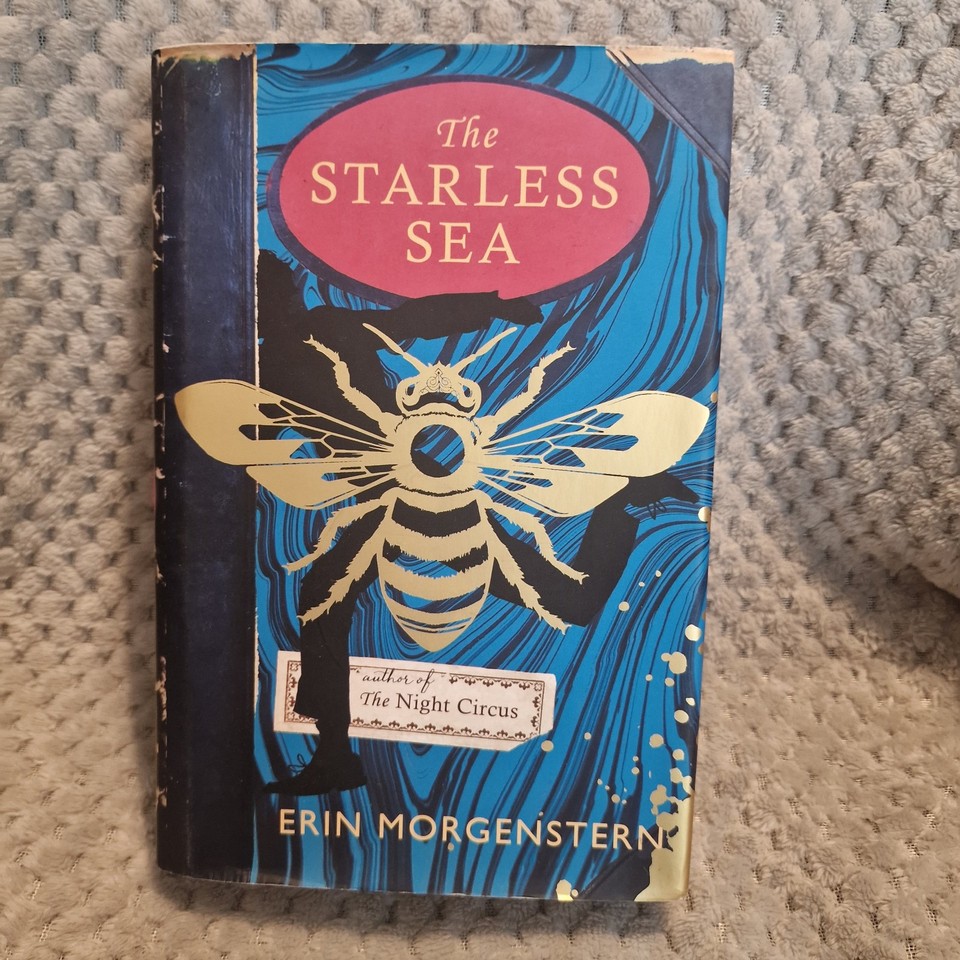 The
STARLESS
SEA
author of
The Night Circus
ERIN MORGENSTERN